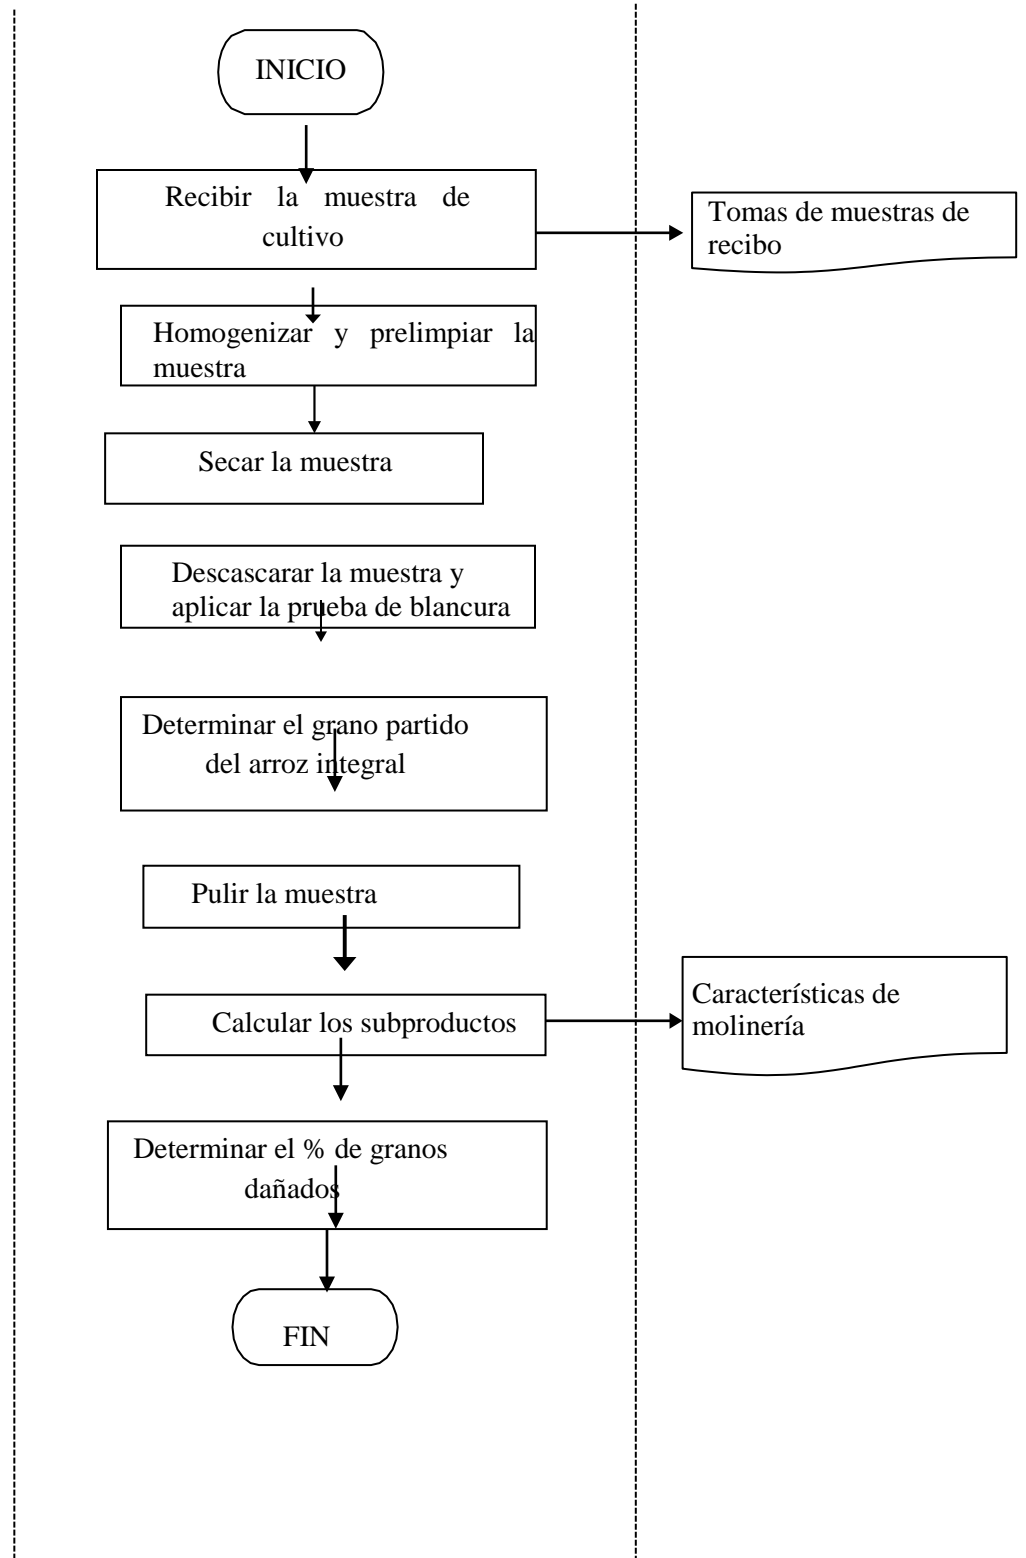 INICIO
Recibir la muestra de
cultivo
Tomas de muestras de
recibo
Homogenizar y prelimpiar la
muestra
Secar la muestra
Descascarar la muestra y
aplicar la prueba de blancura
Determinar el grano partido
del arroz integral
Pulir la muestra
Calcular los subproductos
Características de
molinería
Determinar el % de granos
dañados
FIN